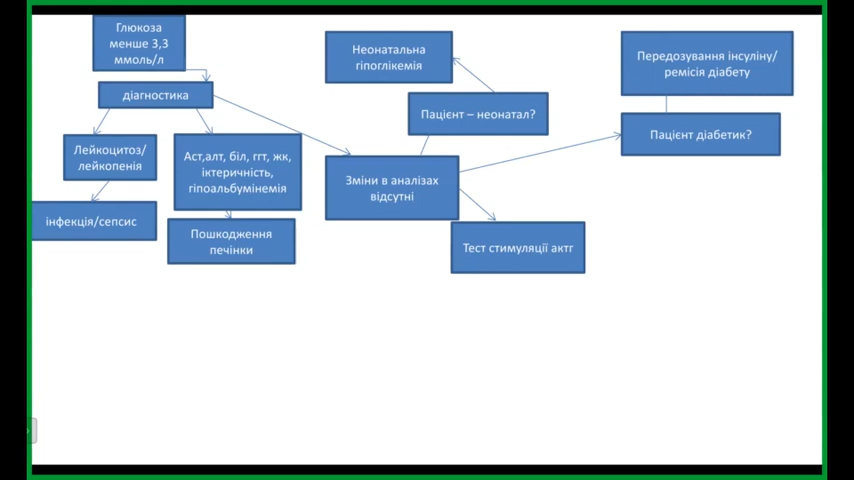 Глюкоза
менше 3,3
ммоль/л
діагностика
Лейкоцитоз/
лейкопенія
інфекція/сепсис
Аст,алт, біл, ггт, жк,
іктеричність,
гіпоальбумінемія
Пошкодження
печінки
Неонатальна
гіпоглікемія
Пацієнт – неонатал?
Зміни в аналізах
відсутні
Тест стимуляції актг
Передозування інсуліну/
ремісія діабету
Пацієнт діабетик?